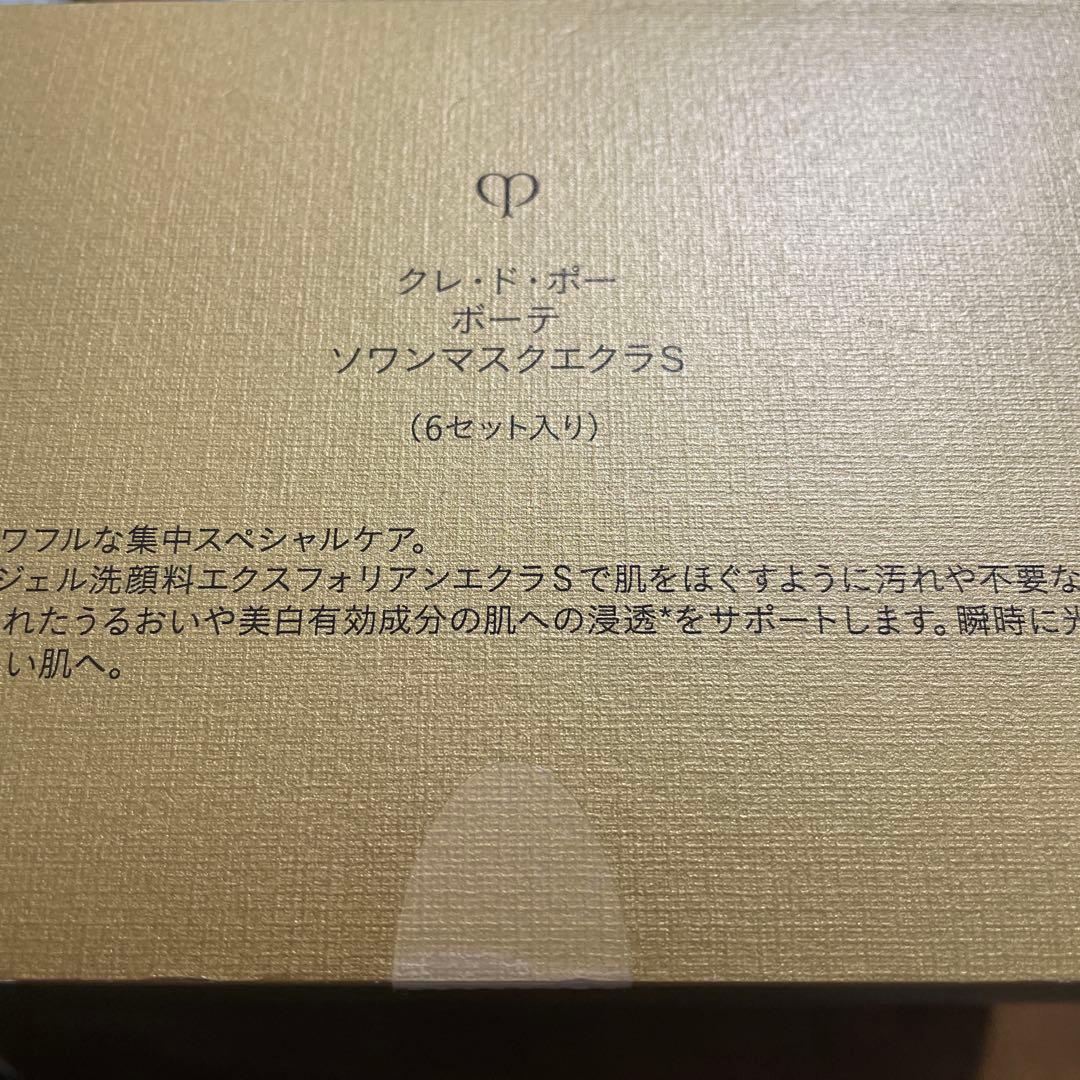 クレ・ド・ポー
ボーテ
ソワンマスクエクラS
(6セット入り)
ワフルな集中スペシャルケア。
ジェル洗顔料エクスフォリアンエクラSで肌をほぐすように汚れや不要な
れたうるおいや美白有効成分の肌への浸透*をサポートします。瞬時に光
い肌へ。